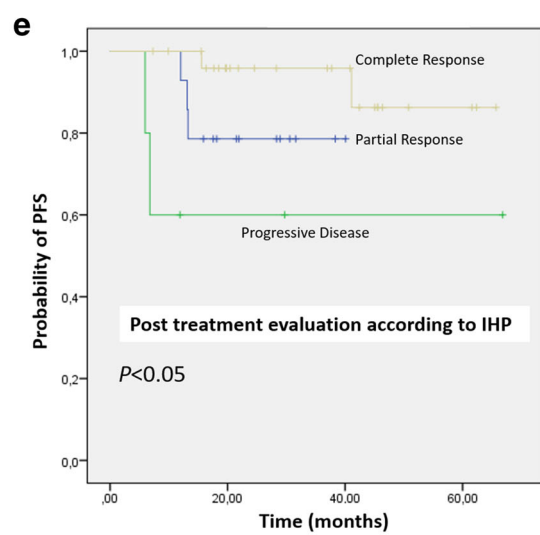 e
1,0
Complete Response
0,8
Partial Response
0,6
Progressive Disease
Probability of PFS
0,4
Post treatment evaluation according to IHP
P<0.05
0,2
0,0
,00
20,00
40,00
60,00
Time (months)